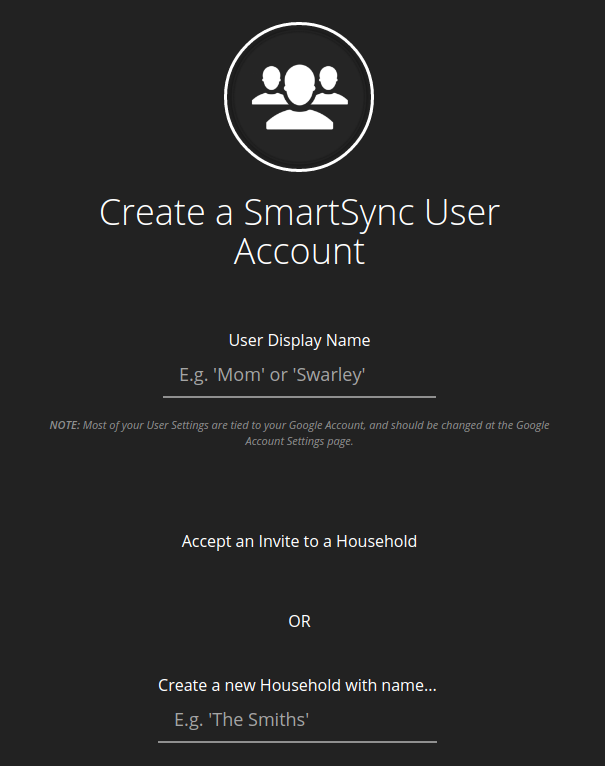 Create a SmartSync User
Account
User Display Name
E.g. 'Mom' or 'Swarley'
NOTE: Most of your User Settings are tied to your Google Account, and should be changed at the Google
Account Settings page.
Accept an Invite to a Household
OR
Create a new Household with name...
E.g. 'The Smiths'